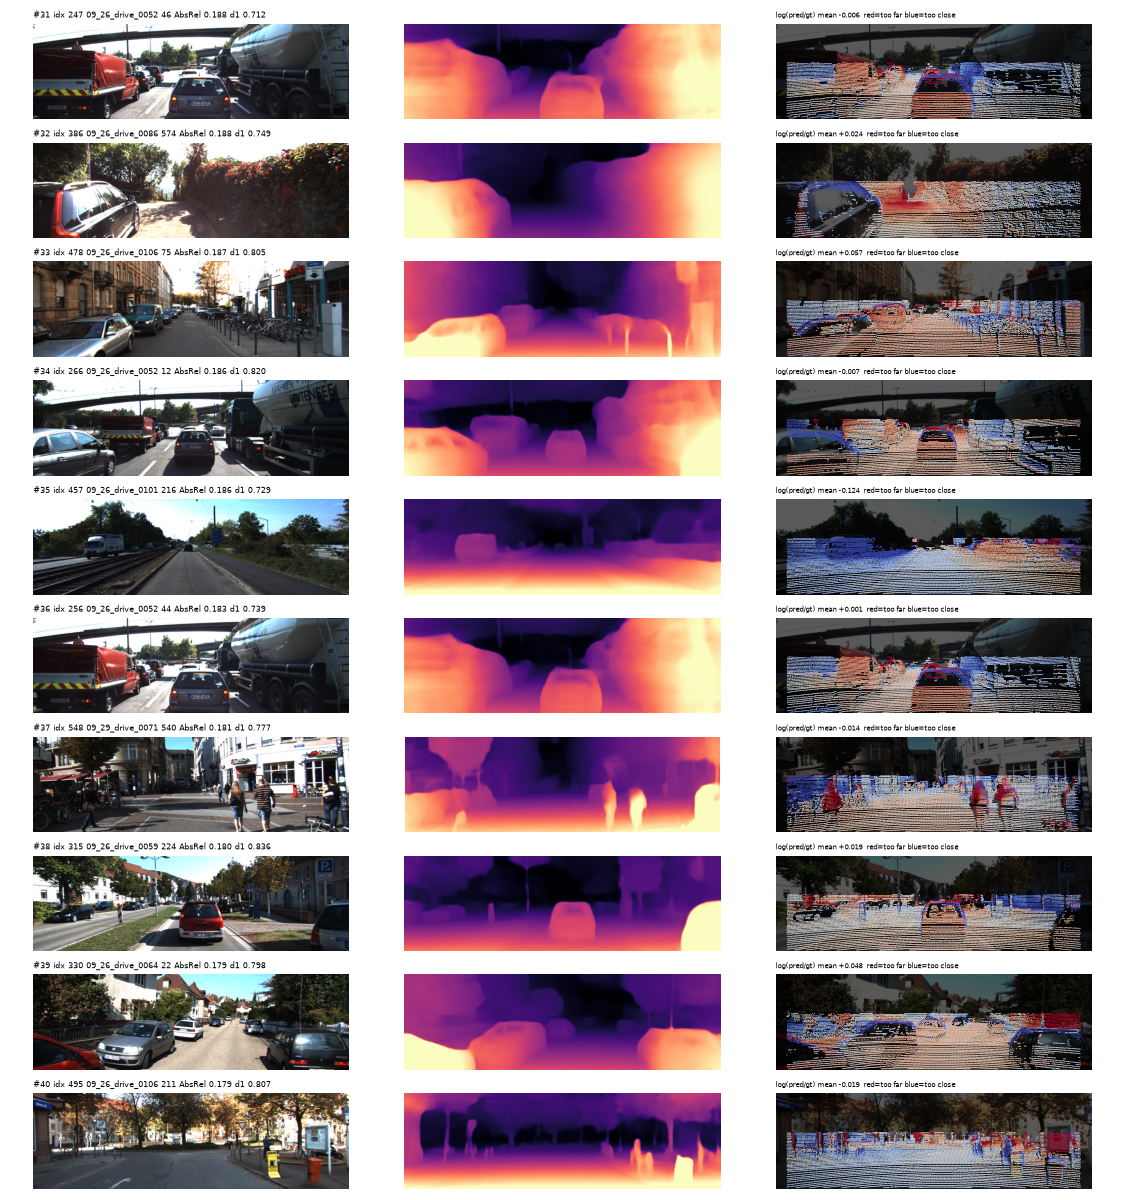 #31 idx 247 09_26_drive_0052 46 AbsRel 0.188 d1 0.712
log(pred/gt) mean -0.006 red=too far blue=too close
#32 idx 386 09_26_drive_0086 574 AbsRel 0.188 d1 0.749
log(pred/gt) mean +0.024 red=too far blue=too close
#33 idx 478 09_26_drive_0106 75 AbsRel 0.187 d1 0.805
log(pred/gt) mean +0.057 red=too far blue=too close
#34 idx 266 09_26_drive_0052 12 AbsRel 0.186 d1 0.820
log(pred/gt) mean -0.007 red=too far blue=too close
#35 idx 457 09_26_drive_0101 216 AbsRel 0.186 d1 0.729
log(pred/gt) mean -0.124 red=too far blue=too close
#36 idx 256 09_26_drive_0052 44 AbsRel 0.183 d1 0.739
log(pred/gt) mean +0.001 red=too far blue=too close
#37 idx 548 09_29_drive_0071 540 AbsRel 0.181 d1 0.777
log(pred/gt) mean -0.014 red=too far blue=too close
#38 idx 315 09_26_drive_0059 224 AbsRel 0.180 d1 0.836
log(pred/gt) mean +0.019 red=too far blue=too close
#39 idx 330 09_26_drive_0064 22 AbsRel 0.179 d1 0.798
log(pred/gt) mean +0.048 red=too far blue=too close
#40 idx 495 09_26_drive_0106 211 AbsRel 0.179 d1 0.807
log(pred/gt) mean -0.019 red=too far blue=too close